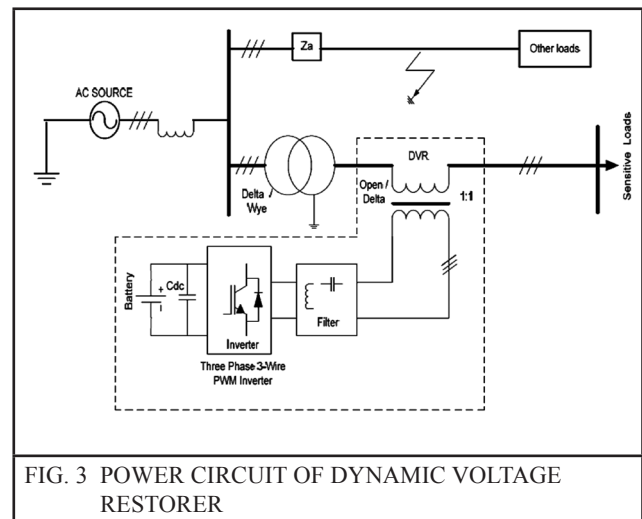 Za
Other loads
AC SOURCE
Sensitive Loads
DVR
Open /
Delta
1:1
Delta
Wye
Battery
+
Cdc
Inverter
Filter
Three Phase 3-Wire
PWM Inverter
FIG. 3 POWER CIRCUIT OF DYNAMIC VOLTAGE
RESTORER